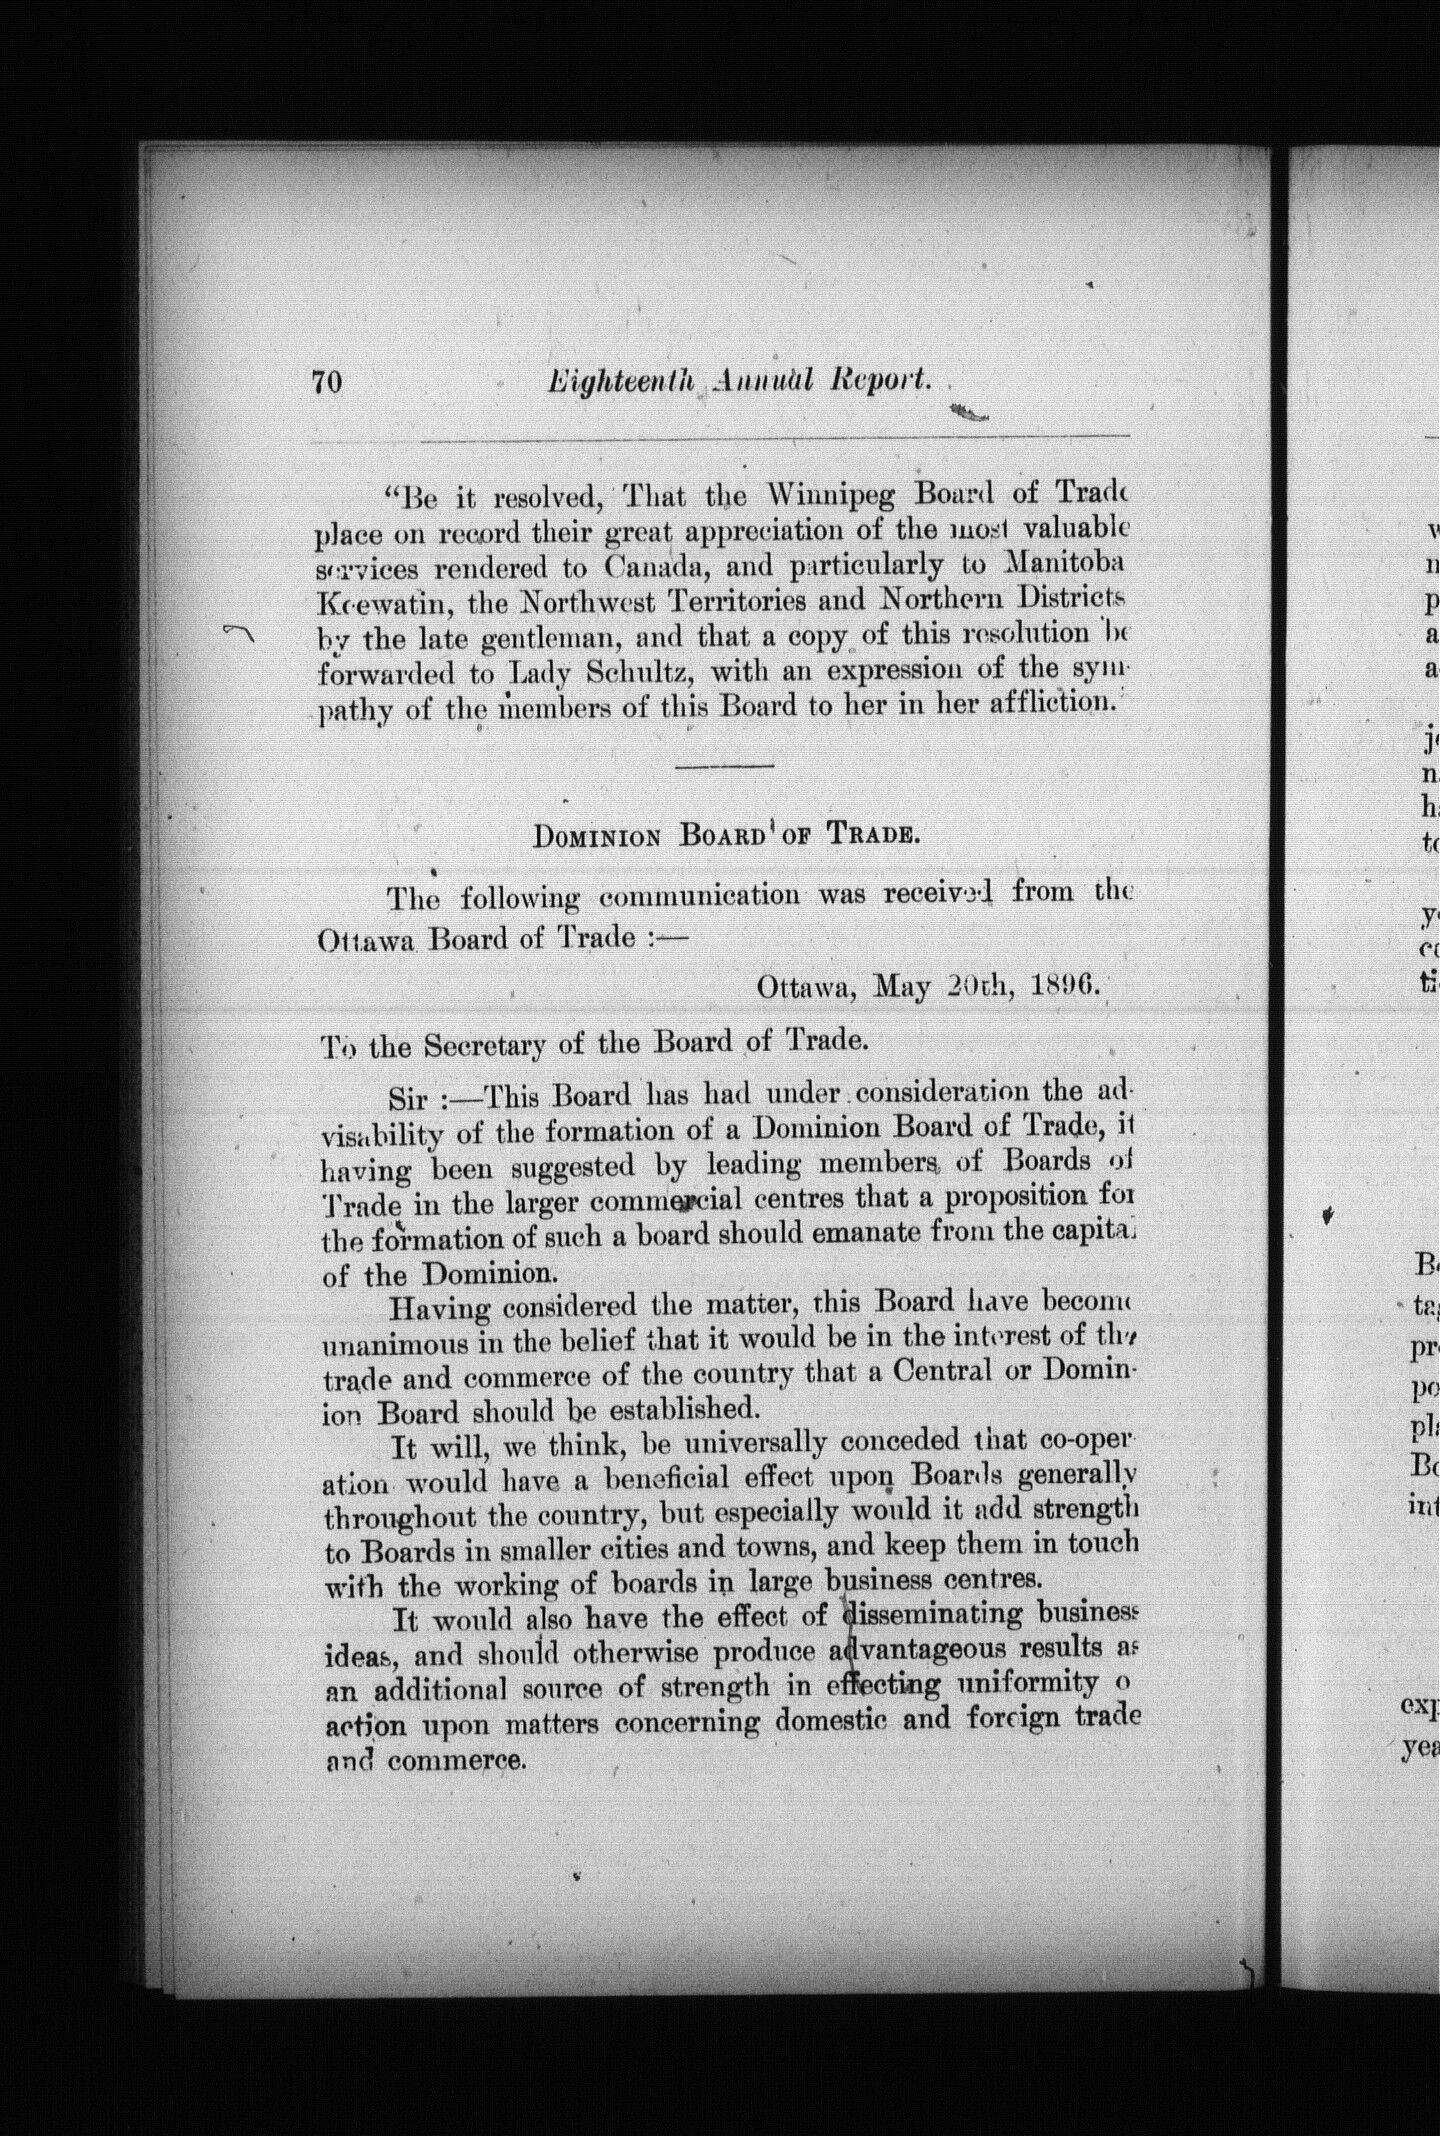 70 Eighteenth Annual Report.
"Be it resolved, That the Winnipeg Board of Trade
place on record their great appreciation of the most valuable
services rendered to Canada, and particularly to Manitoba
Keewatin, the Northwest Territories and Northern Districts
by the late gentleman, and that a copy of this resolution be
forwarded to Lady Schultz, with an expression of the sym-
pathy of the members of this Board to her in her affliction.'
DOMINION BOARD OF TRADE.
The following communication was received from the
Ottawa Board of Trade :—
Ottawa, May 20th, 1896.
To the Secretary of the Board of Trade.
Sir :—This Board has had under consideration the ad-
visability of the formation of a Dominion Board of Trade, it
having been suggested by leading members of Boards of
Trade in the larger commercial centres that a proposition for
the formation of such a board should emanate from the capital
of the Dominion.
Having considered the matter, this Board have become
unanimous in the belief that it would be in the interest of the
trade and commerce of the country that a Central or Domin-
ion Board should be established.
It will, we think, be universally conceded that co-oper-
ation would have a beneficial effect upon Boards generally
throughout the country, but especially would it add strength
to Boards in smaller cities and towns, and keep them in touch
with the working of boards in large business centres.
It would also have the effect of disseminating business
ideas, and should otherwise produce advantageous results as
an additional source of strength in effecting uniformity o
action upon matters concerning domestic and foreign trade
and commerce.